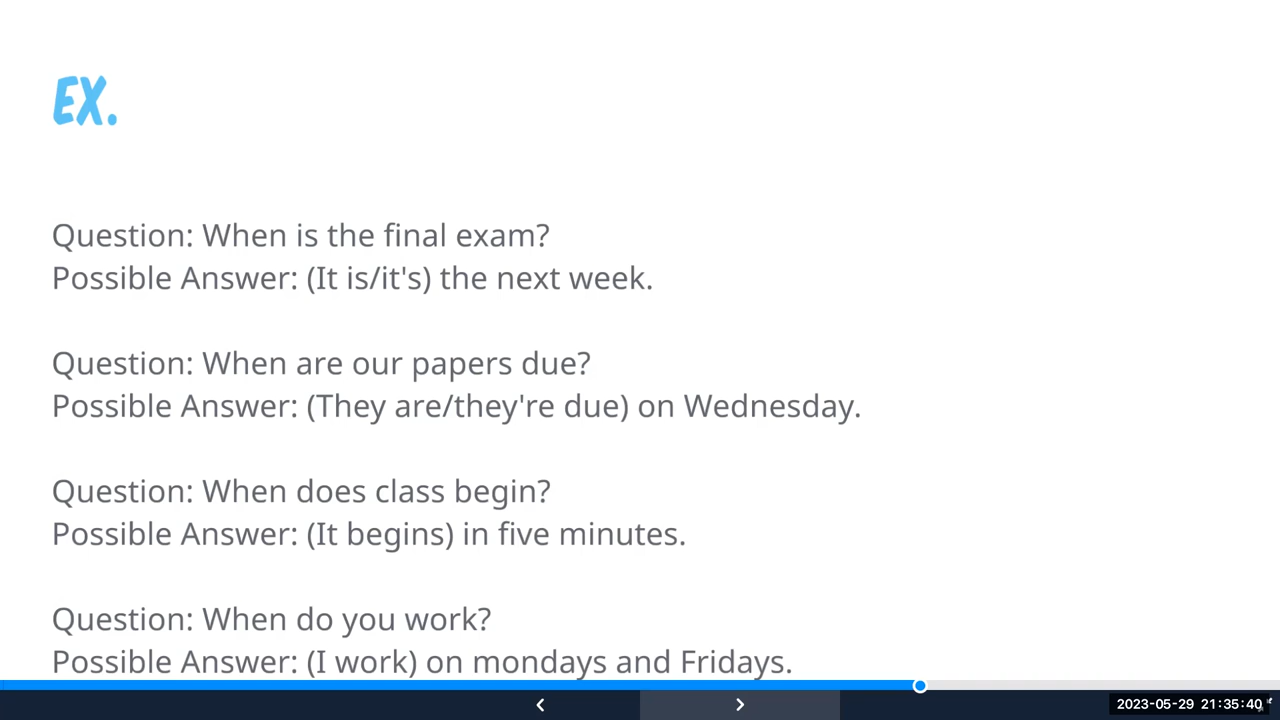 EX.
Question: When is the final exam?
Possible Answer: (It is/it's) the next week.
Question: When are our papers due?
Possible Answer: (They are/they're due) on Wednesday.
Question: When does class begin?
Possible Answer: (It begins) in five minutes.
Question: When do you work?
Possible Answer: (I work) on mondays and Fridays.
2023-05-29 21:35:40